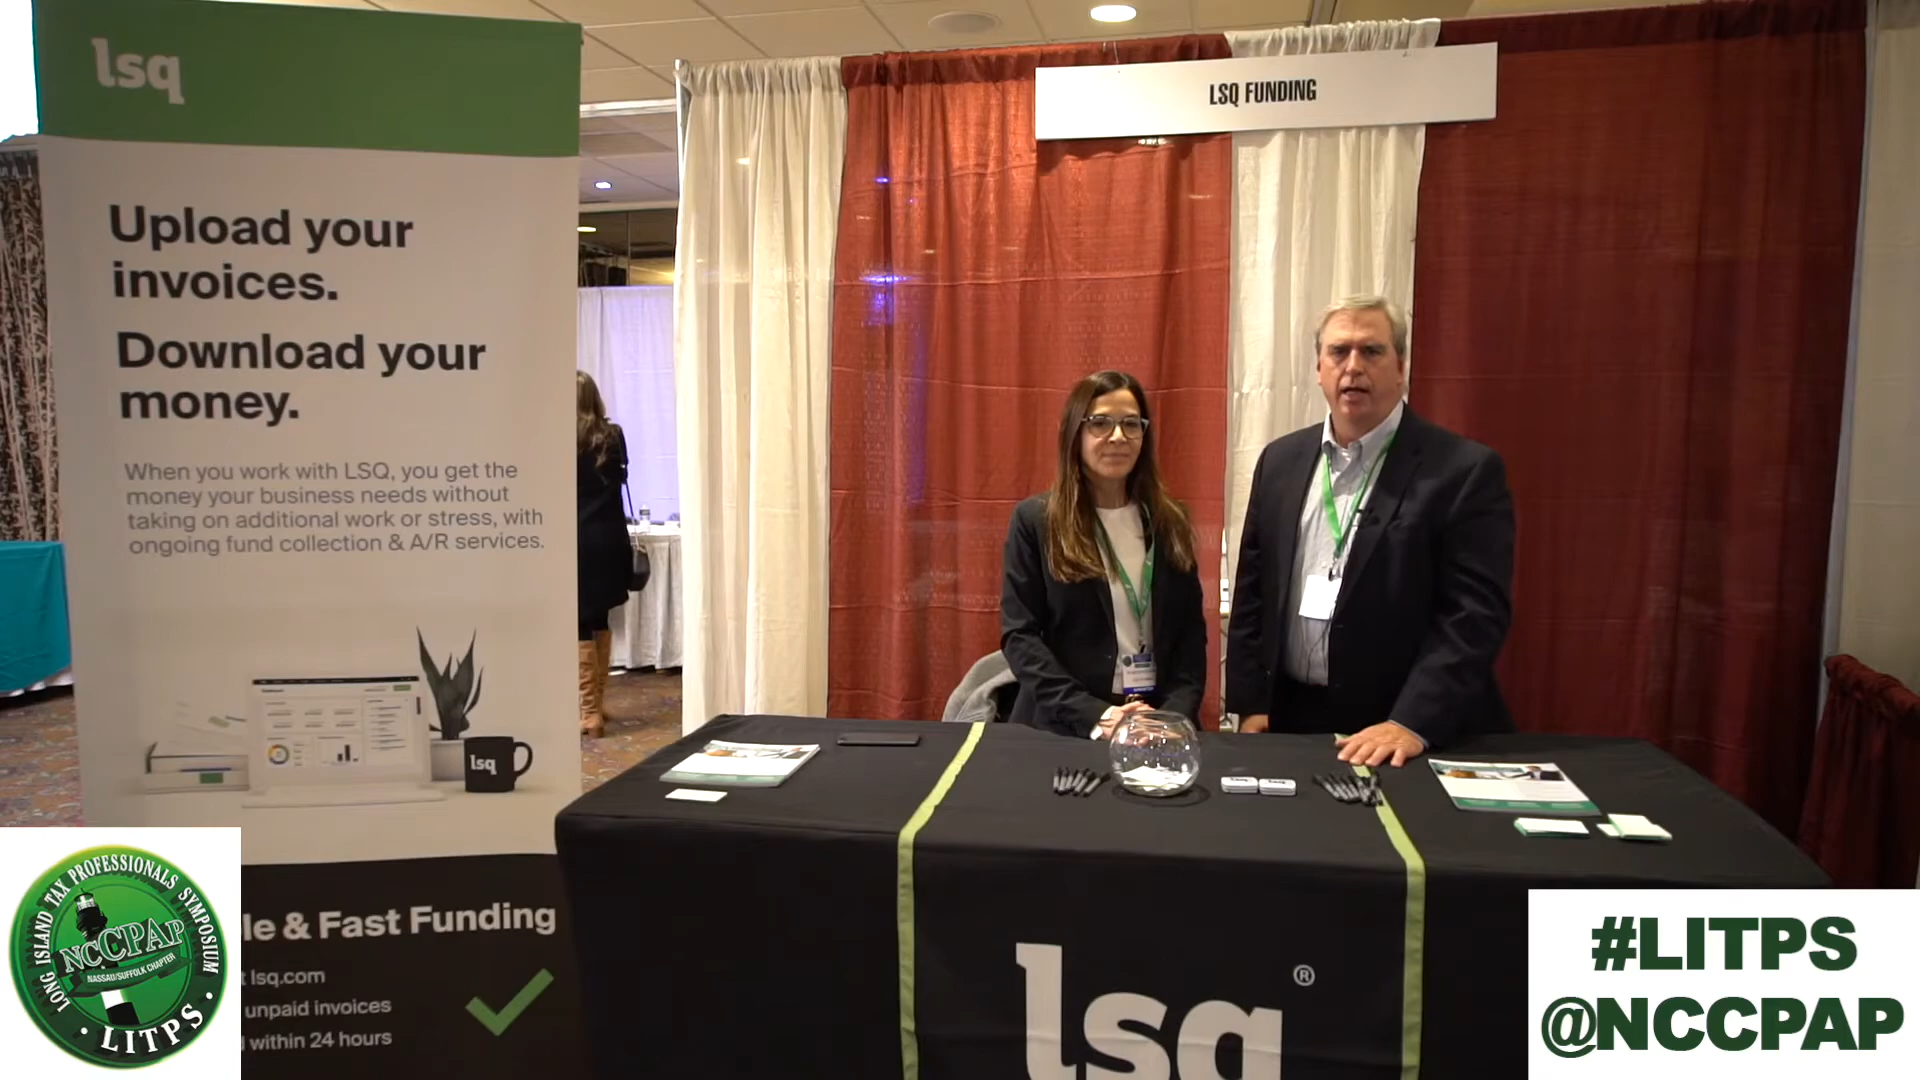 lsq
Upload your
invoices.
Download your
money.
When you work with LSQ, you get the
money your business needs without
taking on additional work or stress, with
ongoing fund collection & A/R services.
lsq
le & Fast Funding
lsq.com
unpaid invoices
within 24 hours
LSQ FUNDING
lsq®
LONG ISLAND TAX PROFESSIONALS SYMPOSIUM
NCCPAP
NASSAU/SUFFOLK CHAPTER
• LITPS •
#LITPS
@NCCPAP